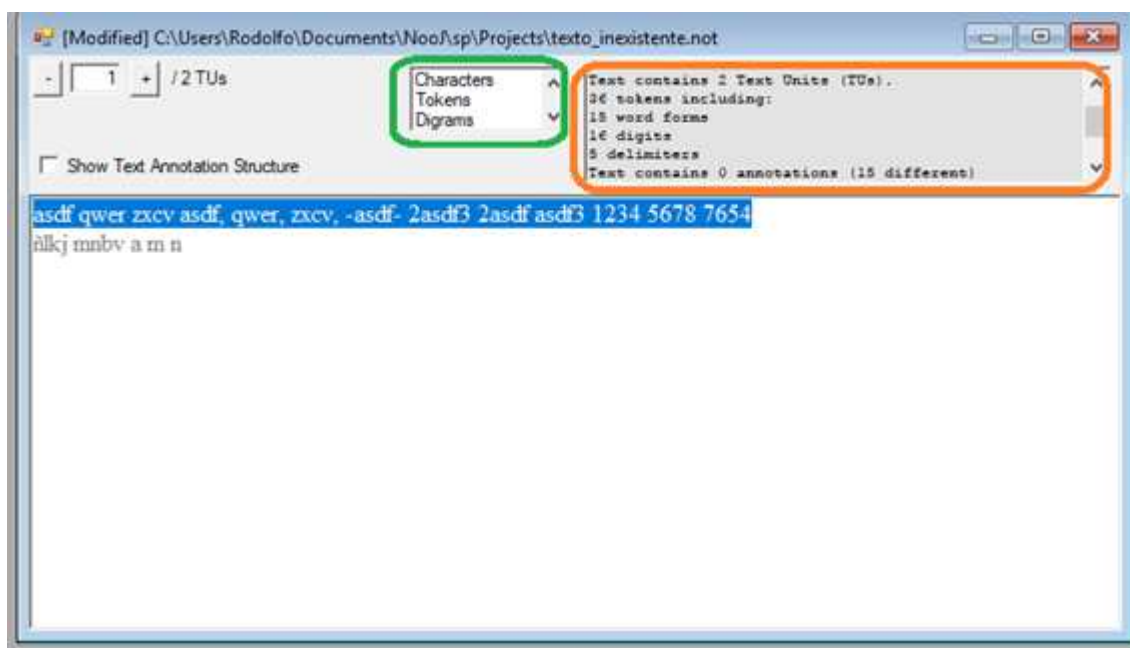 [Modified] C:\Users\Rodolfo\Documents\NooJ\sp\Projects\texto_inexistente.not
- 1 + / 2 TUs
Characters
Tokens
Digrams
Text contains 2 Text Units (TUs).
36 tokens including:
15 word forms
16 digits
5 delimiters
Text contains 0 annotations (15 different)
Show Text Annotation Structure
asdf qwer zxcv asdf, qwer, zxcv, -asdf- 2asdf3 2asdf asdf3 1234 5678 7654
ñlkj mnbv a m n